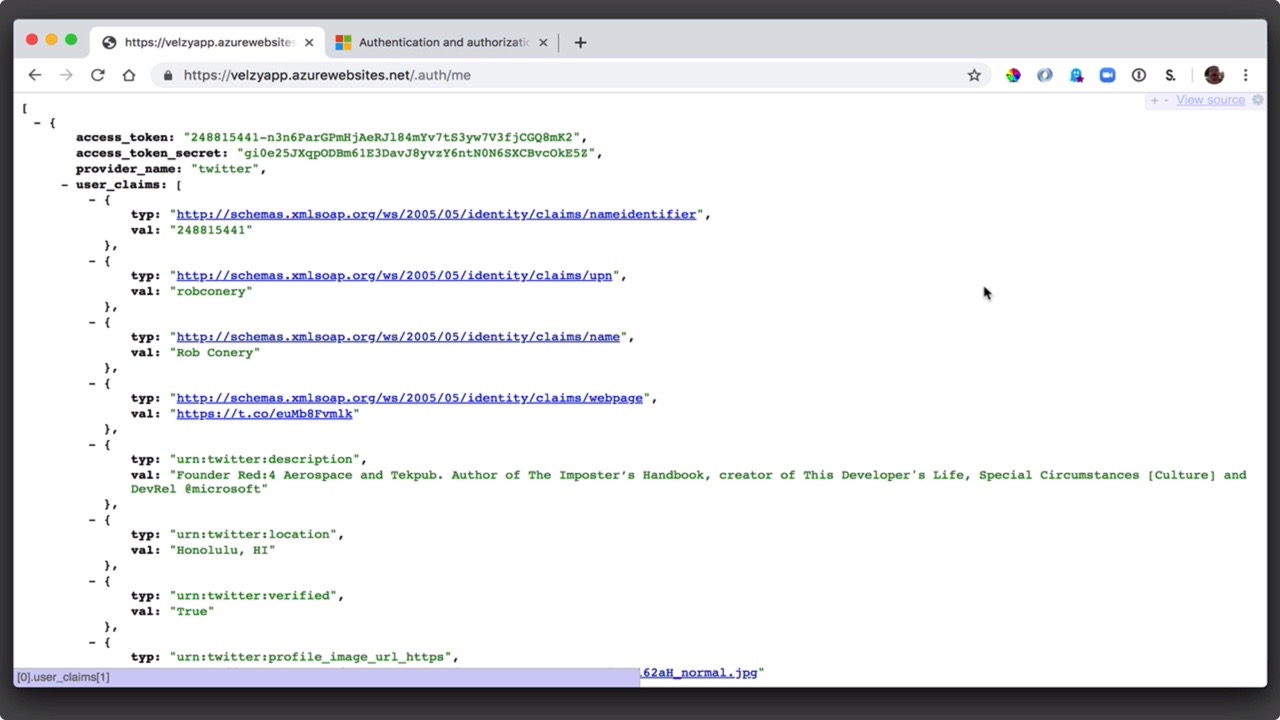 https://velzyapp.azurewebsites
Authentication and authorizatio
https://velzyapp.azurewebsites.net/.auth/me
S.
+ - View source
[
- {
access_token: "248815441-n3n6ParGPmHjAeRJl84mYv7tS3yw7V3fjCGQ8mK2",
access_token_secret: "gi0e25JXqpODBm61E3DavJ8yvzY6ntN0N6SXCBvcOkE5Z",
provider_name: "twitter",
- user_claims: [
- {
typ: "http://schemas.xmlsoap.org/ws/2005/05/identity/claims/nameidentifier",
val: "248815441"
},
- {
typ: "http://schemas.xmlsoap.org/ws/2005/05/identity/claims/upn",
val: "robconery"
},
- {
typ: "http://schemas.xmlsoap.org/ws/2005/05/identity/claims/name",
val: "Rob Conery"
},
- {
typ: "http://schemas.xmlsoap.org/ws/2005/05/identity/claims/webpage",
val: "https://t.co/euMb8Fvmlk"
},
- {
typ: "urn:twitter:description",
val: "Founder Red:4 Aerospace and Tekpub. Author of The Imposter’s Handbook, creator of This Developer's Life, Special Circumstances [Culture] and
DevRel @microsoft"
},
- {
typ: "urn:twitter:location",
val: "Honolulu, HI"
},
- {
typ: "urn:twitter:verified",
val: "True"
},
- {
typ: "urn:twitter:profile_image_url_https",
62aH_normal.jpg"
[0].user_claims[1]